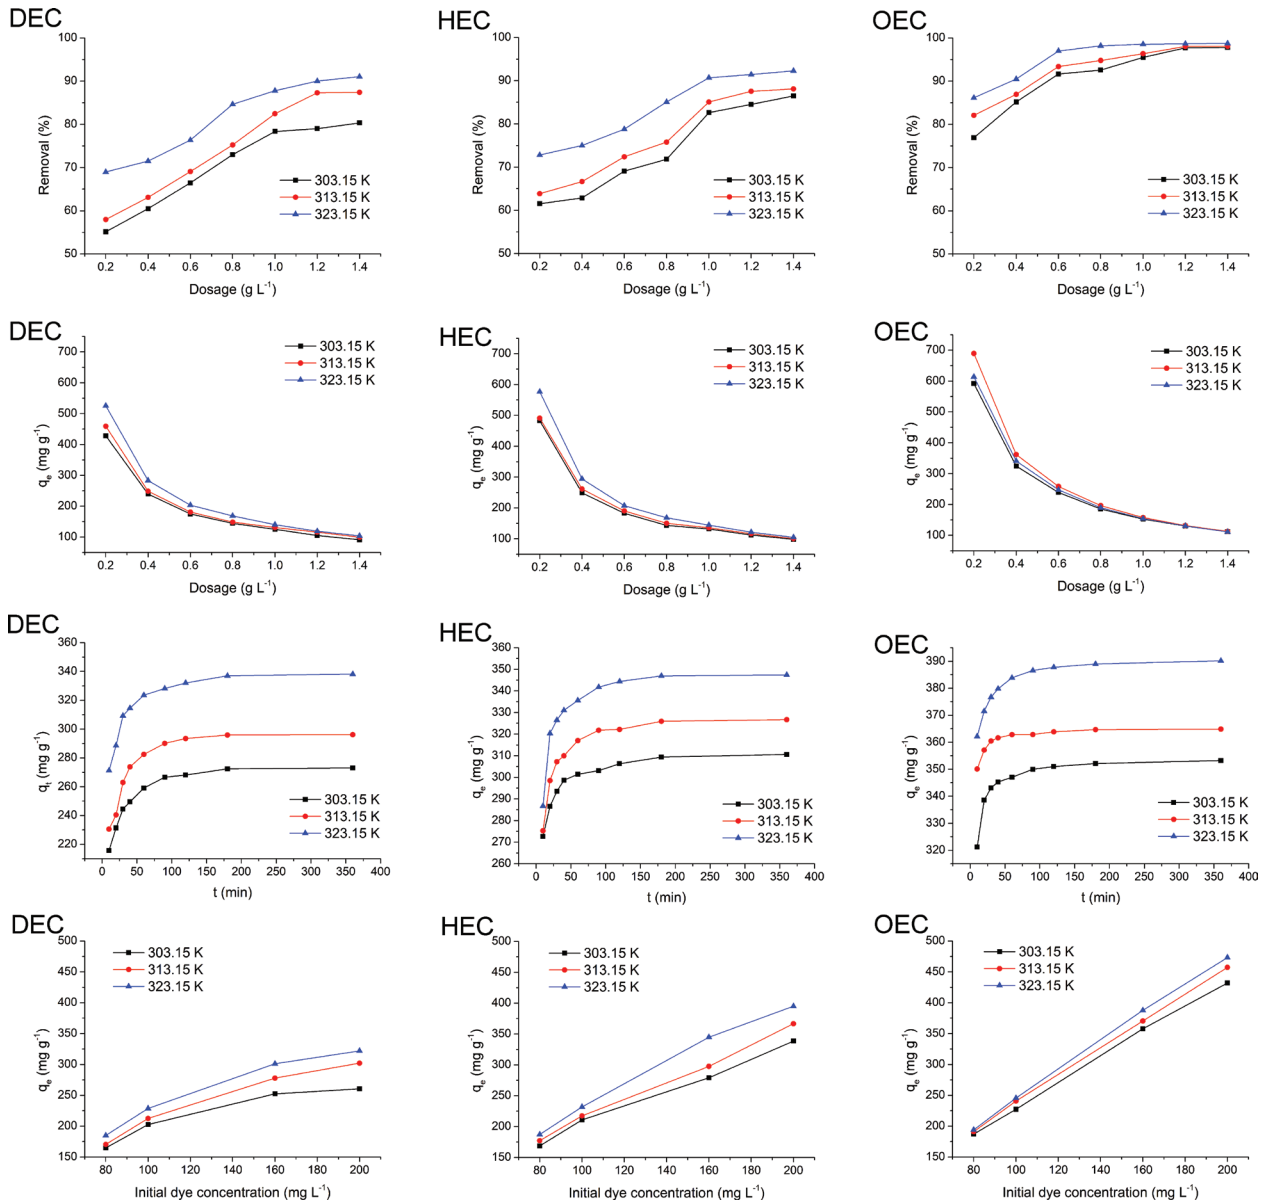 DEC
100
90
80
70
60
50
Removal (%)
303.15 K
313.15 K
323.15 K
0.2 0.4 0.6 0.8 1.0 1.2 1.4
Dosage (g L-1)
HEC
100
90
80
70
60
50
Removal (%)
303.15 K
313.15 K
323.15 K
0.2 0.4 0.6 0.8 1.0 1.2 1.4
Dosage (g L-1)
OEC
100
90
80
70
60
50
Removal (%)
303.15 K
313.15 K
323.15 K
0.2 0.4 0.6 0.8 1.0 1.2 1.4
Dosage (g L-1)
DEC
700
600
500
400
300
200
100
qe (mg g-1)
303.15 K
313.15 K
323.15 K
0.2 0.4 0.6 0.8 1.0 1.2 1.4
Dosage (g L-1)
HEC
700
600
500
400
300
200
100
qe (mg g-1)
303.15 K
313.15 K
323.15 K
0.2 0.4 0.6 0.8 1.0 1.2 1.4
Dosage (g L-1)
OEC
700
600
500
400
300
200
100
qe (mg g-1)
303.15 K
313.15 K
323.15 K
0.2 0.4 0.6 0.8 1.0 1.2 1.4
Dosage (g L-1)
DEC
360
340
320
300
280
260
240
220
qt (mg g-1)
303.15 K
313.15 K
323.15 K
0 50 100 150 200 250 300 350 400
t (min)
HEC
360
350
340
330
320
310
300
290
280
270
260
qe (mg g-1)
303.15 K
313.15 K
323.15 K
0 50 100 150 200 250 300 350 400
t (min)
OEC
390
380
370
360
350
340
330
320
qe (mg g-1)
303.15 K
313.15 K
323.15 K
0 50 100 150 200 250 300 350 400
t (min)
DEC
500
450
400
350
300
250
200
150
qe (mg g-1)
303.15 K
313.15 K
323.15 K
80 100 120 140 160 180 200
Initial dye concentration (mg L-1)
HEC
500
450
400
350
300
250
200
150
qe (mg g-1)
303.15 K
313.15 K
323.15 K
80 100 120 140 160 180 200
Initial dye concentration (mg L-1)
OEC
500
450
400
350
300
250
200
150
qe (mg g-1)
303.15 K
313.15 K
323.15 K
80 100 120 140 160 180 200
Initial dye concentration (mg L-1)